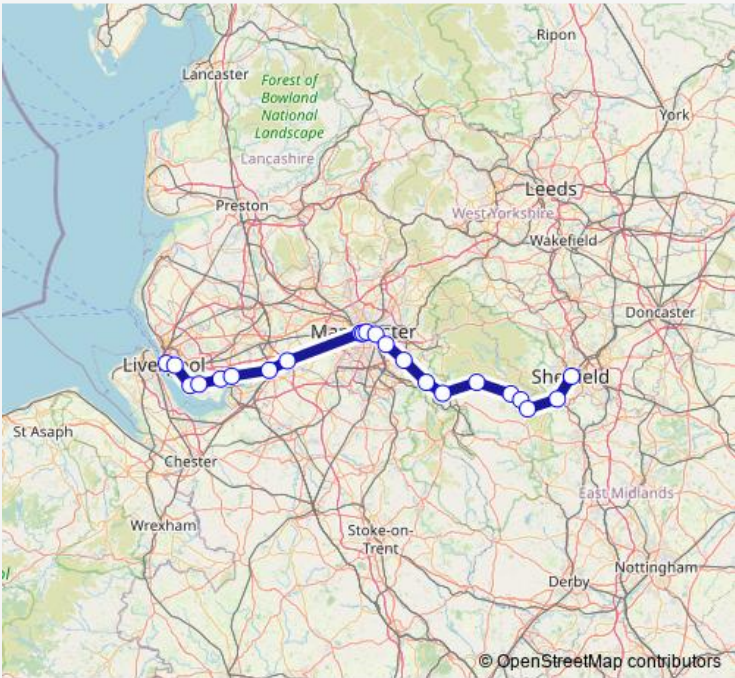 Ripon
Lancaster
Forest of
Bowland
National
Landscape
York
Lancashire
Leeds
Preston
West Yorkshire
Wakefield
Doncaster
St Asaph
Chester
East Midlands
Wrexham
Stoke-on-
Trent
Nottingham
Derby
© OpenStreetMap contributors